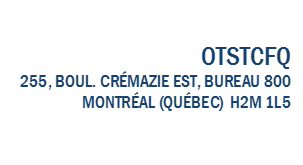 OTSTCFQ
255, BOUL. CRÉMAZIE EST, BUREAU 800
MONTRÉAL (QUÉBEC) H2M 1L5